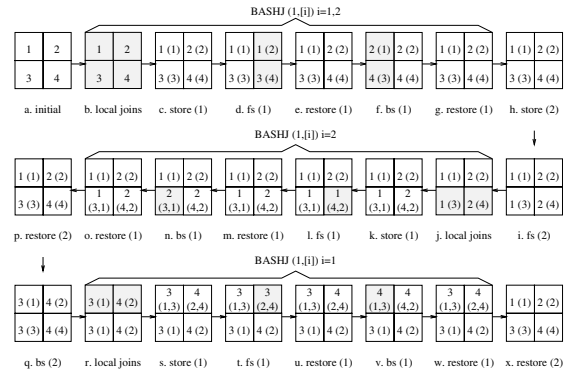 BASHJ (1,[i]) i=1,2
1 2 1 2 1 (1) 2 (2) 1 (1) 1 (2) 1 (1) 2 (2) 2 (1) 2 (2) 1 (1) 2 (2) 1 (1) 2 (2)
3 4 3 4 3 (3) 4 (4) 3 (3) 3 (4) 3 (3) 4 (4) 4 (3) 4 (4) 3 (3) 4 (4) 3 (3) 4 (4)
a. initial b. local joins c. store (1) d. fs (1) e. restore (1) f. bs (1) g. restore (1) h. store (2)
BASHJ (1,[i]) i=2
1 (1) 2 (2) 1 (1) 2 (2) 1 (1) 2 (2) 1 (1) 2 (2) 1 (1) 2 (2) 1 (1) 2 (2) 1 (1) 2 (2) 1 (1) 2 (2)
1 2 2 2 1 2 1 1 1 2
3 (3) 4 (4) (3,1) (4,2) (3,1) (4,2) (3,1) (4,2) (3,1) (4,2) (3,1) (4,2) 1 (3) 2 (4) 1 (3) 2 (4)
p. restore (2) o. restore (1) n. bs (1) m. restore (1) l. fs (1) k. store (1) j. local joins i. fs (2)
BASHJ (1,[i]) i=1
3 4 3 3 3 4 4 4 3 4
3 (1) 4 (2) 3 (1) 4 (2) (1,3) (2,4) (1,3) (2,4) (1,3) (2,4) (1,3) (4,2) (1,3) (2,4) 1 (1) 2 (2)
3 (3) 4 (4) 3 (1) 4 (2) 3 (1) 4 (2) 3 (1) 4 (2) 3 (1) 4 (2) 3 (1) 4 (2) 3 (1) 4 (2) 3 (3) 4 (4)
q. bs (2) r. local joins s. store (1) t. fs (1) u. restore (1) v. bs (1) w. restore (1) x. restore (2)